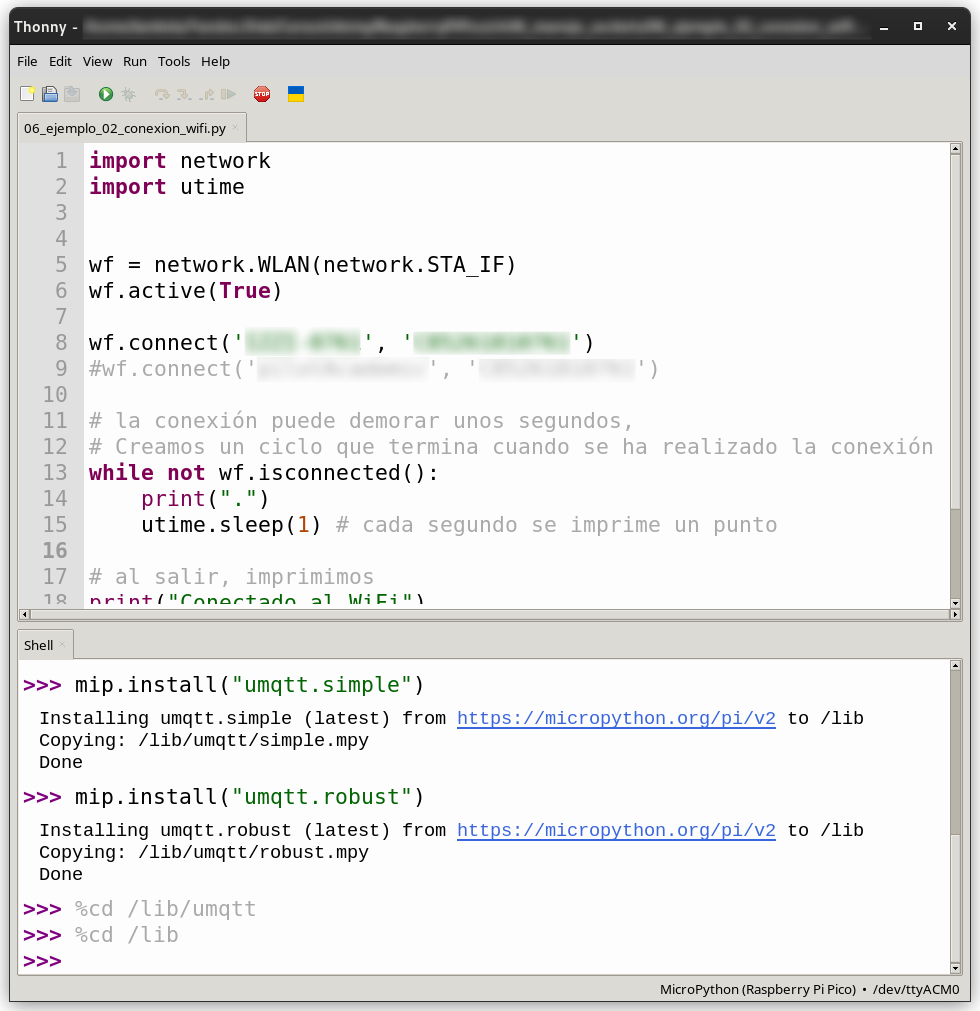 Thonny -
File Edit View Run Tools Help
STOP
06_ejemplo_02_conexion_wifi.py
1 import network
2 import utime
3
4
5 wf = network.WLAN(network.STA_IF)
6 wf.active(True)
7
8 wf.connect('', '')
9 #wf.connect('', '')
10
11 # la conexión puede demorar unos segundos,
12 # Creamos un ciclo que termina cuando se ha realizado la conexión
13 while not wf.isconnected():
14 print(".")
15 utime.sleep(1) # cada segundo se imprime un punto
16
17 # al salir, imprimimos
18 print("Conectado al WiFi")
Shell
>>> mip.install("umqtt.simple")
Installing umqtt.simple (latest) from https://micropython.org/pi/v2 to /lib
Copying: /lib/umqtt/simple.mpy
Done
>>> mip.install("umqtt.robust")
Installing umqtt.robust (latest) from https://micropython.org/pi/v2 to /lib
Copying: /lib/umqtt/robust.mpy
Done
>>> %cd /lib/umqtt
>>> %cd /lib
>>>
MicroPython (Raspberry Pi Pico) • /dev/ttyACM0